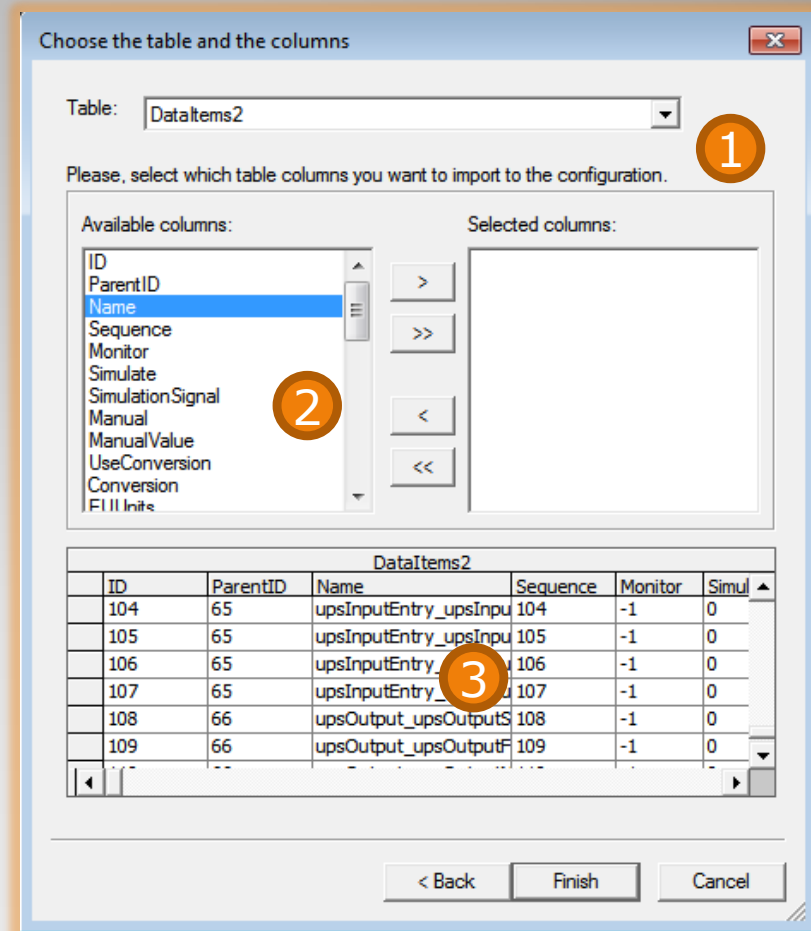 Choose the table and the columns
Table: DataItems2
1
Please, select which table columns you want to import to the configuration.
Available columns: Selected columns:
ID
ParentID
Name
Sequence
Monitor
Simulate
SimulationSignal
Manual
ManualValue
UseConversion
Conversion
EUUnits
2
>
>>
<
<<
DataItems2
ID ParentID Name Sequence Monitor Simul
104 65 upsInputEntry_upsInpu 104 -1 0
105 65 upsInputEntry_upsInpu 105 -1 0
106 65 upsInputEntry_ 106 -1 0
107 65 upsInputEntry_ 107 -1 0
108 66 upsOutput_upsOutputS 108 -1 0
109 66 upsOutput_upsOutputF 109 -1 0
3
< Back Finish Cancel